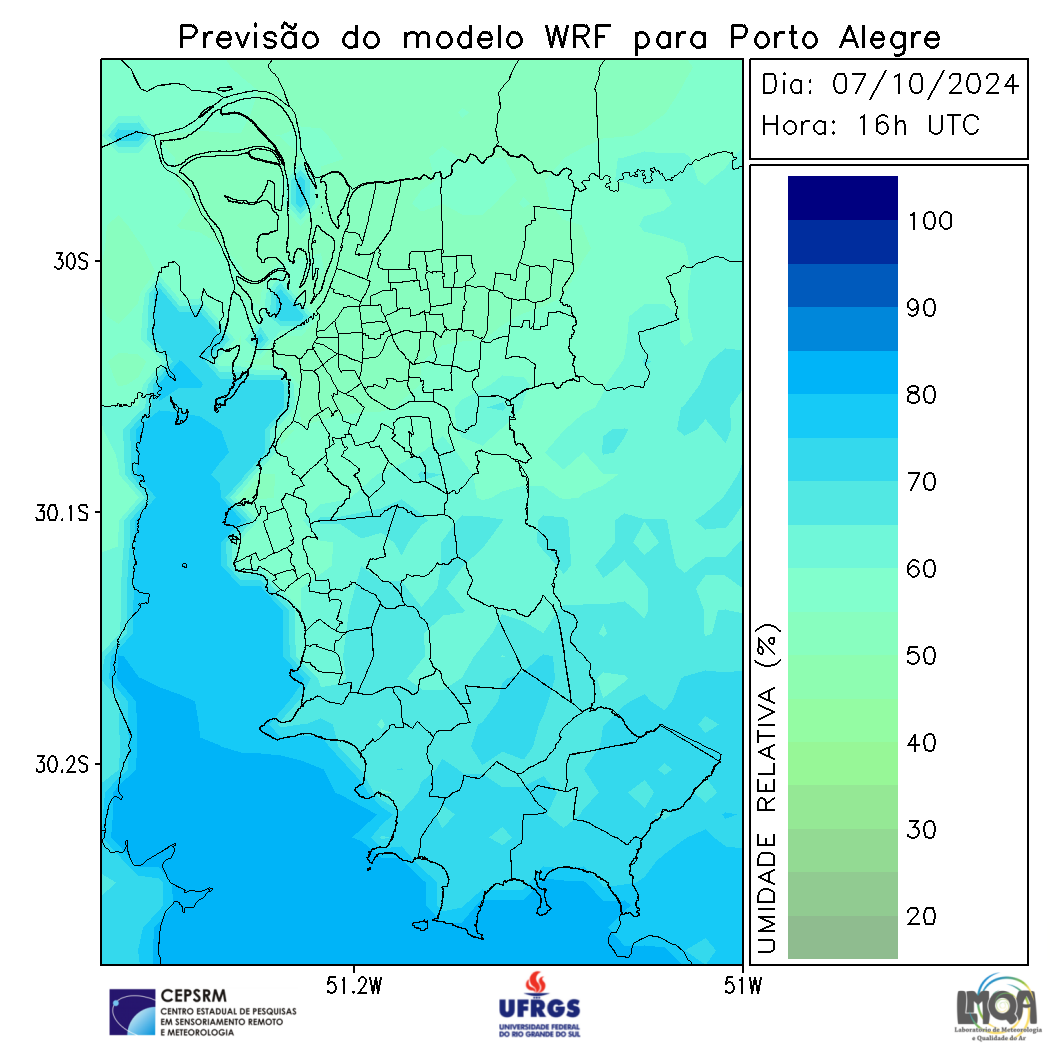 Previsão do modelo WRF para Porto Alegre
Dia: 07/10/2024
Hora: 16h UTC
100
90
80
70
60
50
40
30
20
UMIDADE RELATIVA (%)
30S
30.1S
30.2S
51.2W
51W
CEPSRM
CENTRO ESTADUAL DE PESQUISAS
EM SENSORIAMENTO REMOTO
E METEOROLOGIA
UFRGS
UNIVERSIDADE FEDERAL
DO RIO GRANDE DO SUL
LMQA
Laboratório de Meteorologia
e Qualidade do Ar